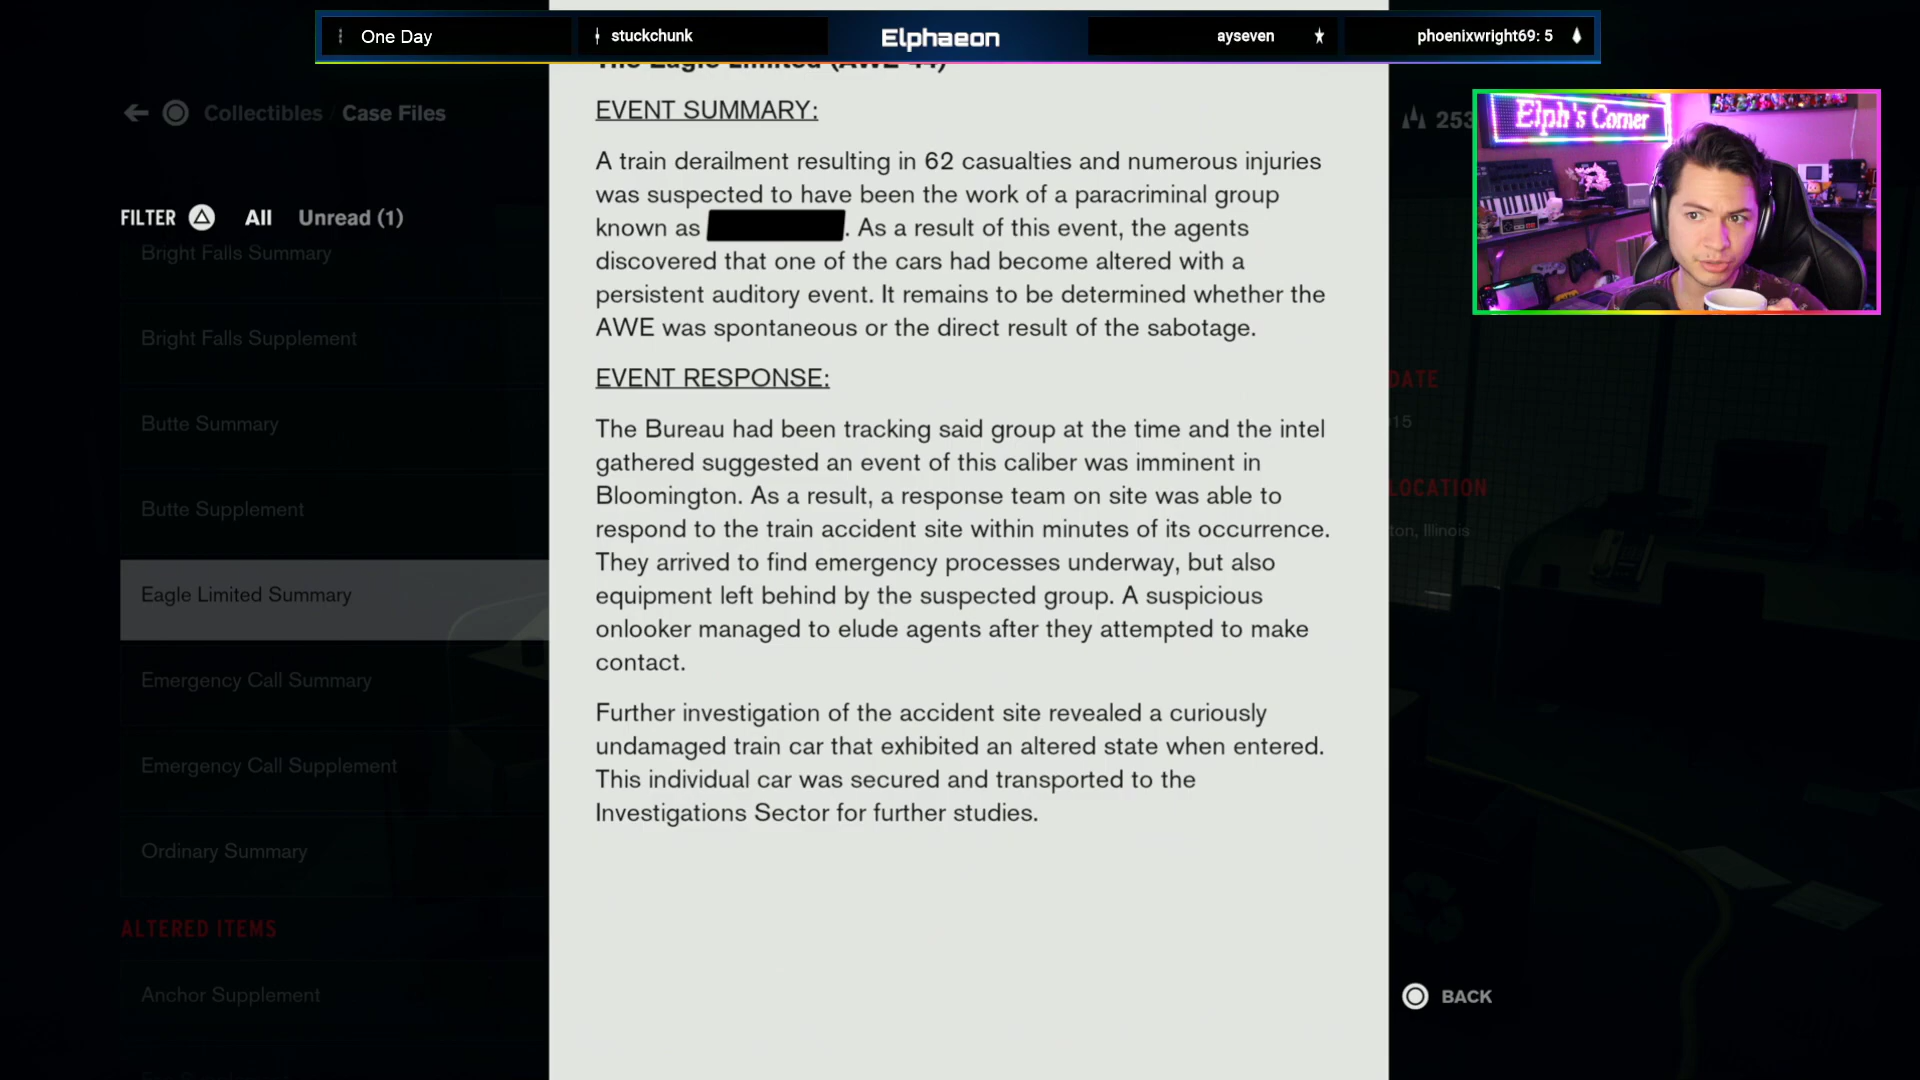 One Day
stuckchunk
Elphaeon
ayseven
phoenixwright69: 5
Collectibles / Case Files
253
Elph's Corner
FILTER All Unread (1)
Bright Falls Summary
Bright Falls Supplement
Butte Summary
Butte Supplement
Eagle Limited Summary
Emergency Call Summary
Emergency Call Supplement
Ordinary Summary
ALTERED ITEMS
Anchor Supplement
The Eagle Limited
EVENT SUMMARY:
A train derailment resulting in 62 casualties and numerous injuries
was suspected to have been the work of a paracriminal group
known as . As a result of this event, the agents
discovered that one of the cars had become altered with a
persistent auditory event. It remains to be determined whether the
AWE was spontaneous or the direct result of the sabotage.
EVENT RESPONSE:
The Bureau had been tracking said group at the time and the intel
gathered suggested an event of this caliber was imminent in
Bloomington. As a result, a response team on site was able to
respond to the train accident site within minutes of its occurrence.
They arrived to find emergency processes underway, but also
equipment left behind by the suspected group. A suspicious
onlooker managed to elude agents after they attempted to make
contact.
Further investigation of the accident site revealed a curiously
undamaged train car that exhibited an altered state when entered.
This individual car was secured and transported to the
Investigations Sector for further studies.
DATE
15
LOCATION
ton, Illinois
BACK